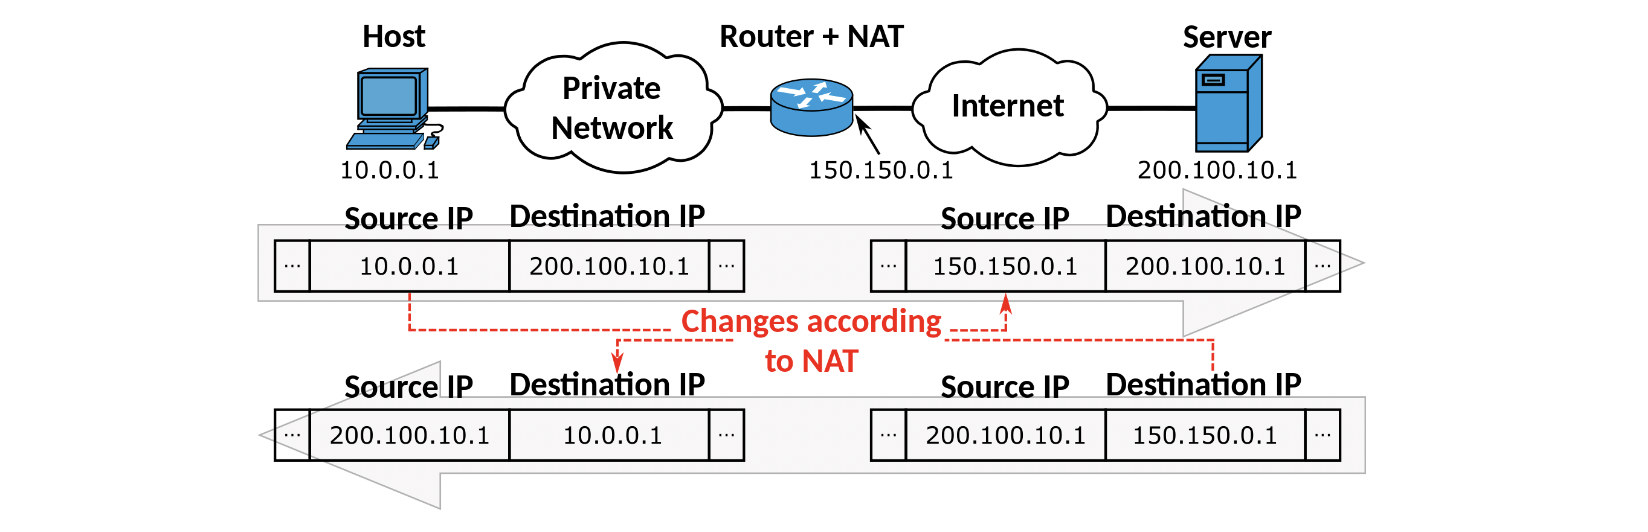 Host
Router + NAT
Server
Private
Network
Internet
10.0.0.1
150.150.0.1
200.100.10.1
Source IP Destination IP
Source IP Destination IP
... 10.0.0.1 200.100.10.1 ...
... 150.150.0.1 200.100.10.1 ...
Changes according
to NAT
Source IP Destination IP
Source IP Destination IP
... 200.100.10.1 10.0.0.1 ...
... 200.100.10.1 150.150.0.1 ...